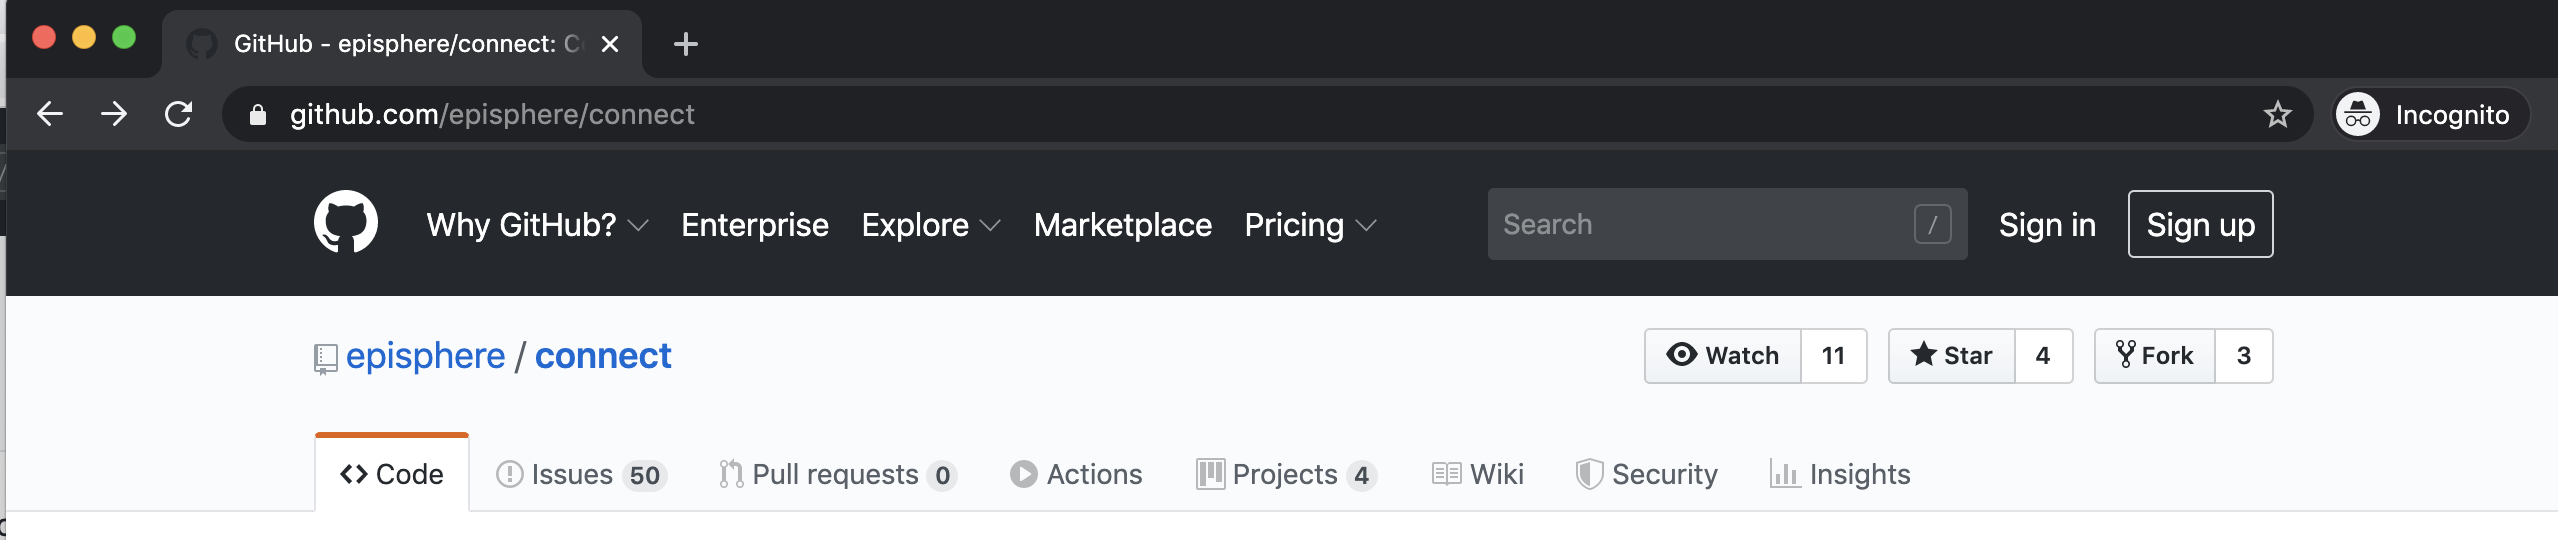 GitHub - episphere/connect: C
github.com/episphere/connect
Incognito
Why GitHub? Enterprise Explore Marketplace Pricing Search / Sign in Sign up
episphere / connect Watch 11 Star 4 Fork 3
Code Issues 50 Pull requests 0 Actions Projects 4 Wiki Security Insights